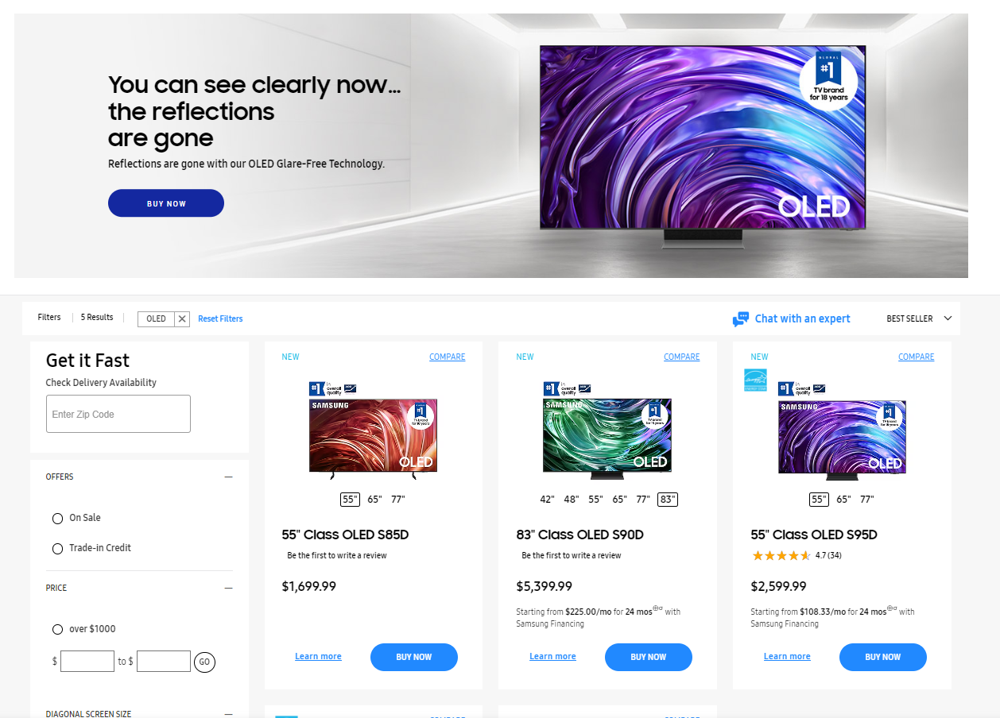 You can see clearly now...
the reflections
are gone
Reflections are gone with our OLED Glare-Free Technology.
BUY NOW
GLOBAL
#1
TV brand
for 18 years
OLED
Filters
5 Results
OLED
Reset Filters
Chat with an expert
BEST SELLER
Get it Fast
Check Delivery Availability
Enter Zip Code
OFFERS
On Sale
Trade-in Credit
PRICE
over $1000
$ to $ GO
DIAGONAL SCREEN SIZE
NEW
COMPARE
#1 in overall quality
SAMSUNG
#1
TV brand
for 18 years
OLED
55" 65" 77"
55" Class OLED S85D
Be the first to write a review
$1,699.99
Learn more
BUY NOW
NEW
COMPARE
#1 in overall quality
SAMSUNG
#1
TV brand
for 18 years
OLED
42" 48" 55" 65" 77" 83"
83" Class OLED S90D
Be the first to write a review
$5,399.99
Starting from $225.00/mo for 24 mos⊕σ with
Samsung Financing
Learn more
BUY NOW
NEW
COMPARE
#1 in overall quality
SAMSUNG
#1
TV brand
for 18 years
OLED
55" 65" 77"
55" Class OLED S95D
4.7 (34)
$2,599.99
Starting from $108.33/mo for 24 mos⊕σ with
Samsung Financing
Learn more
BUY NOW